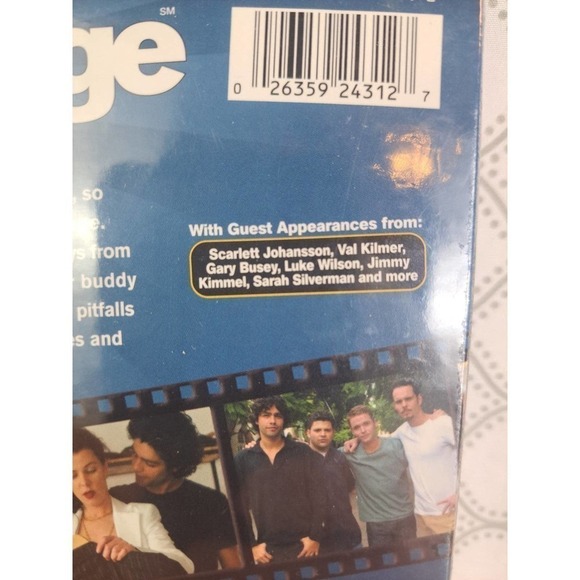 ge SM
0 26359 24312 7
, so
e.
s from
With Guest Appearances from:
Scarlett Johansson, Val Kilmer,
Gary Busey, Luke Wilson, Jimmy
Kimmel, Sarah Silverman and more
buddy
pitfalls
es and